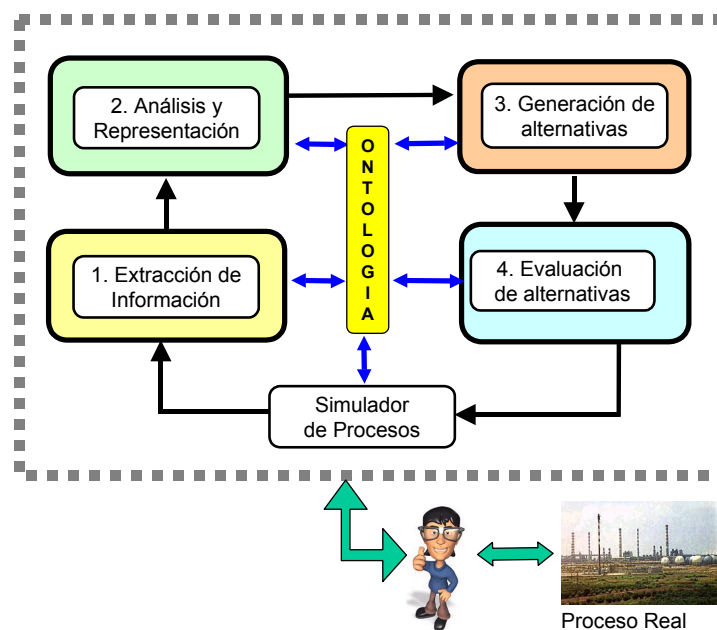 2. Análisis y
Representación
3. Generación de
alternativas
ONTOLOGIA
1. Extracción de
Información
4. Evaluación
de alternativas
Simulador
de Procesos
Proceso Real